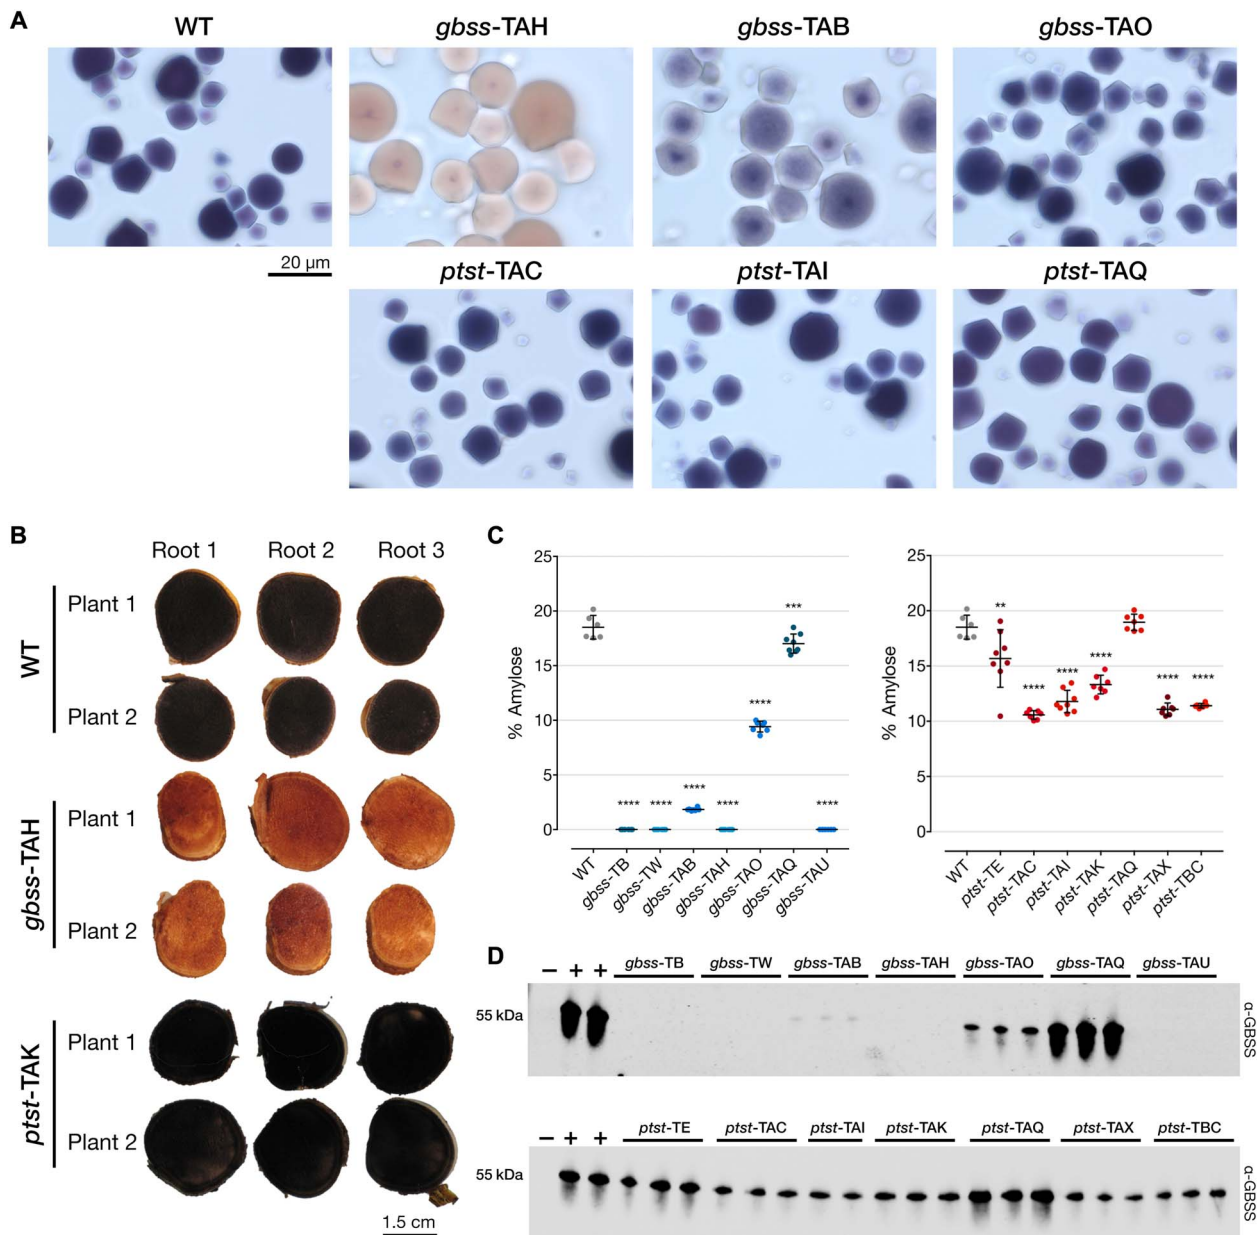 A
WT
gbss-TAH
gbss-TAB
gbss-TAO
20 µm
ptst-TAC
ptst-TAI
ptst-TAQ
B
Root 1
Root 2
Root 3
WT
Plant 1
Plant 2
gbss-TAH
Plant 1
Plant 2
ptst-TAK
Plant 1
Plant 2
1.5 cm
C
% Amylose
25
20
15
10
5
0
****
****
****
****
****
***
****
WT
gbss-TB
gbss-TW
gbss-TAB
gbss-TAH
gbss-TAO
gbss-TAQ
gbss-TAU
% Amylose
25
20
15
10
5
0
**
****
****
****
****
****
WT
ptst-TE
ptst-TAC
ptst-TAI
ptst-TAK
ptst-TAQ
ptst-TAX
ptst-TBC
D
– + + gbss-TB gbss-TW gbss-TAB gbss-TAH gbss-TAO gbss-TAQ gbss-TAU
55 kDa
α-GBSS
– + + ptst-TE ptst-TAC ptst-TAI ptst-TAK ptst-TAQ ptst-TAX ptst-TBC
55 kDa
α-GBSS